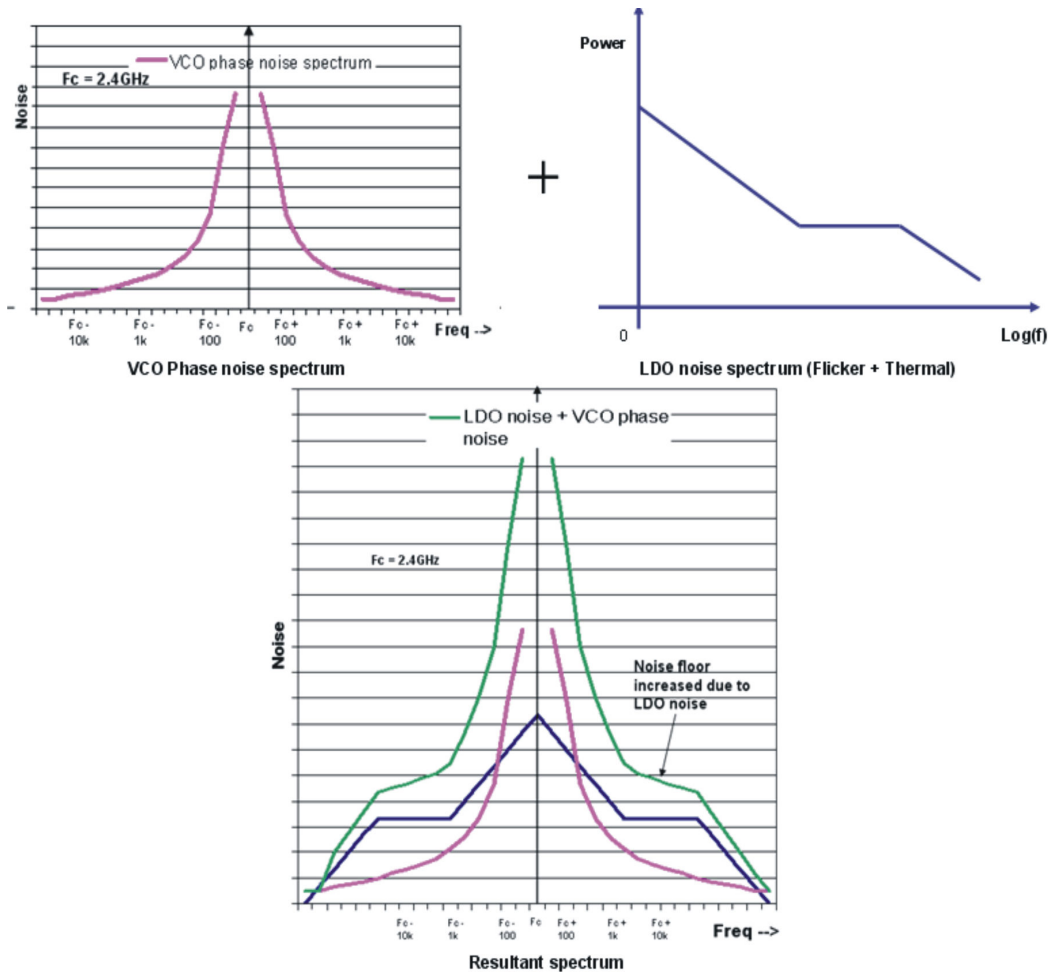 VCO phase noise spectrum
Fc = 2.4GHz
Noise
Fc- 10k
Fc- 1k
Fc- 100
Fc
Fc+ 100
Fc+ 1k
Fc+ 10k
Freq -->
VCO Phase noise spectrum
+
Power
0
Log(f)
LDO noise spectrum (Flicker + Thermal)
LDO noise + VCO phase
noise
Fc = 2.4GHz
Noise
Noise floor
increased due to
LDO noise
Fc- 10k
Fc- 1k
Fc- 100
Fc
Fc+ 100
Fc+ 1k
Fc+ 10k
Freq -->
Resultant spectrum